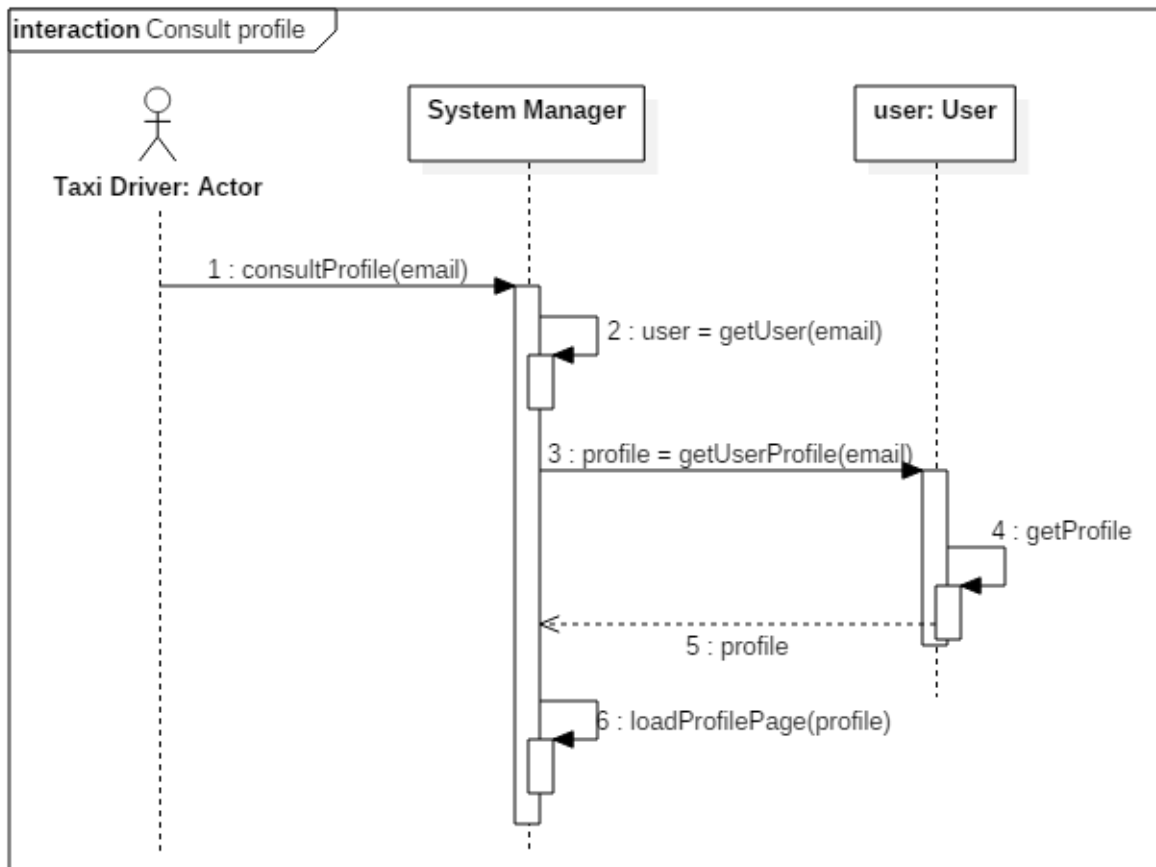 interaction Consult profile
System Manager
user: User
Taxi Driver: Actor
1 : consultProfile(email)
2 : user = getUser(email)
3 : profile = getUserProfile(email)
4 : getProfile
5 : profile
6 : loadProfilePage(profile)